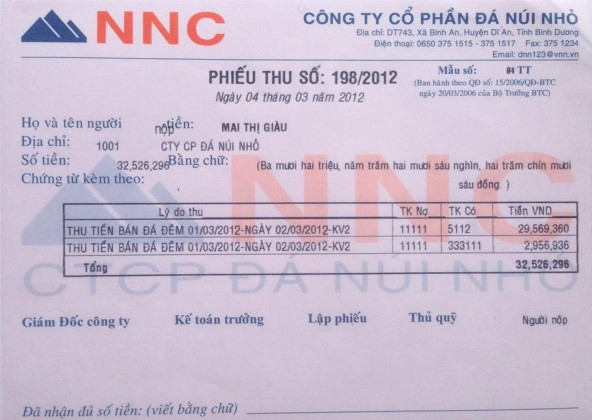 NNC
CÔNG TY CỔ PHẦN ĐÁ NÚI NHỎ
Địa chỉ: DT743, Xã Bình An, Huyện Dĩ An, Tỉnh Bình Dương
Điện thoại: 0650 375 1515 - 375 1517 Fax: 375 1234
Email: dnn123@vnn.vn
PHIẾU THU SỐ: 198/2012
Mẫu số: 01 TT
Ngày 04 tháng 03 năm 2012
(Ban hành theo QĐ số: 15/2006/QĐ-BTC
ngày 20/03/2006 của Bộ Trưởng BTC)
Họ và tên người nộp tiền: MAI THỊ GIÀU
Địa chỉ: 1001 CTY CP ĐÁ NÚI NHỎ
Số tiền: 32,526,296 Bằng chữ: (Ba mươi hai triệu, năm trăm hai mươi sáu nghìn, hai trăm chín mươi
sáu đồng. )
Chứng từ kèm theo:
NNC
Lý do thu TK Nợ TK Có Tiền VND
THU TIỀN BÁN ĐÁ ĐÊM 01/03/2012-NGÀY 02/03/2012-KV2 11111 5112 29,569,360
THU TIỀN BÁN ĐÁ ĐÊM 01/03/2012-NGÀY 02/03/2012-KV2 11111 333111 2,956,936
Tổng 32,526,296
CTCP ĐÁ NÚI NHỎ
Giám Đốc công ty Kế toán trưởng Lập phiếu Thủ quỹ Người nộp
Đã nhận đủ số tiền: (viết bằng chữ)